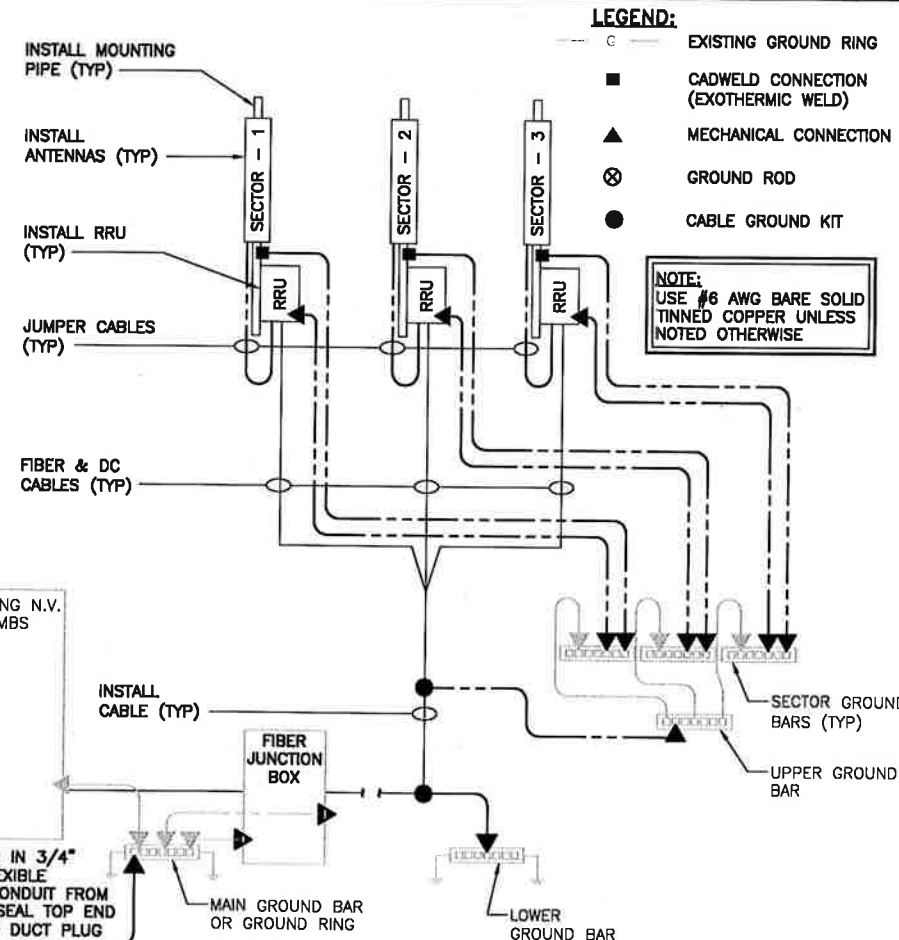 LEGEND:
G EXISTING GROUND RING
CADWELD CONNECTION
(EXOTHERMIC WELD)
MECHANICAL CONNECTION
GROUND ROD
CABLE GROUND KIT
NOTE:
USE #6 AWG BARE SOLID
TINNED COPPER UNLESS
NOTED OTHERWISE
INSTALL MOUNTING
PIPE (TYP)
INSTALL
ANTENNAS (TYP)
INSTALL RRU
(TYP)
JUMPER CABLES
(TYP)
FIBER & DC
CABLES (TYP)
SECTOR - 1
SECTOR - 2
SECTOR - 3
RRU
RRU
RRU
NG N.V.
MBS
INSTALL
CABLE (TYP)
FIBER
JUNCTION
BOX
SECTOR GROUND
BARS (TYP)
UPPER GROUND
BAR
IN 3/4"
EXIBLE
ONDUIT FROM
SEAL TOP END
DUCT PLUG
MAIN GROUND BAR
OR GROUND RING
LOWER
GROUND BAR